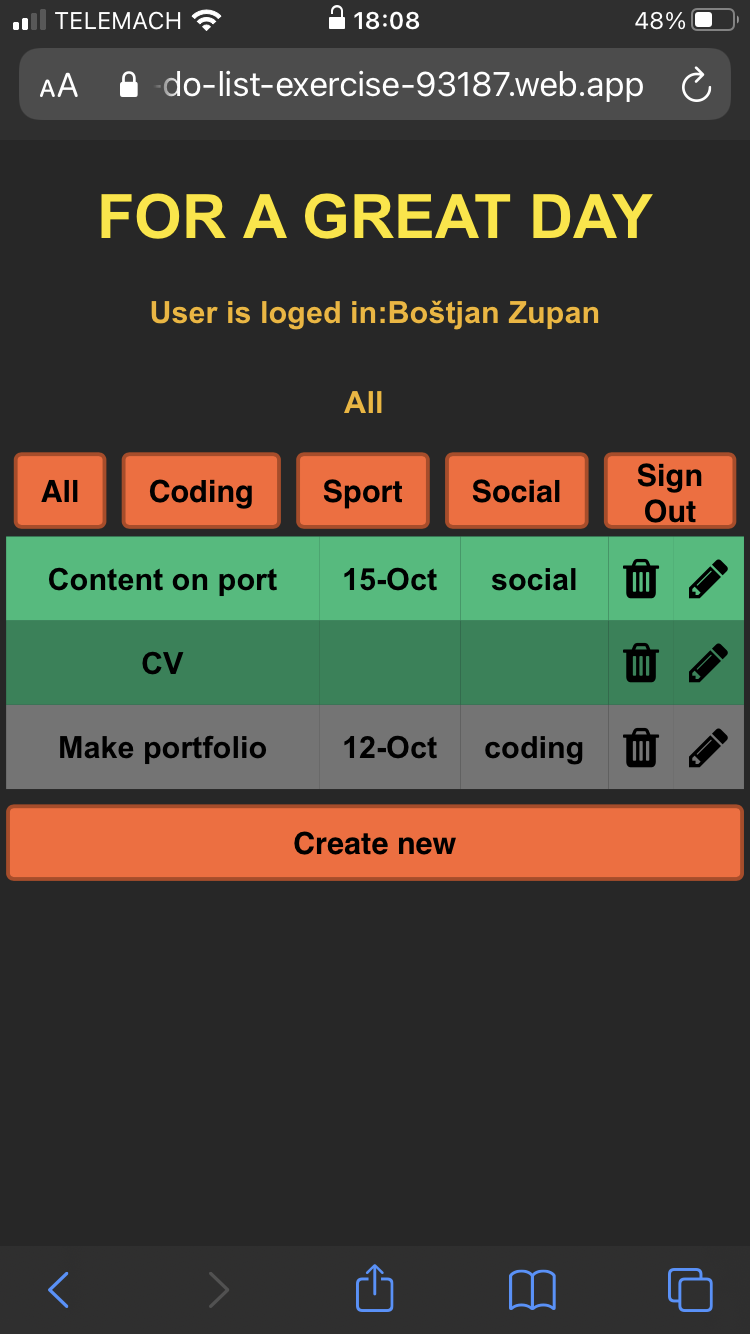 TELEMACH 18:08 48%
AA -do-list-exercise-93187.web.app
FOR A GREAT DAY
User is loged in:Boštjan Zupan
All
All Coding Sport Social Sign Out
Content on port 15-Oct social
CV
Make portfolio 12-Oct coding
Create new